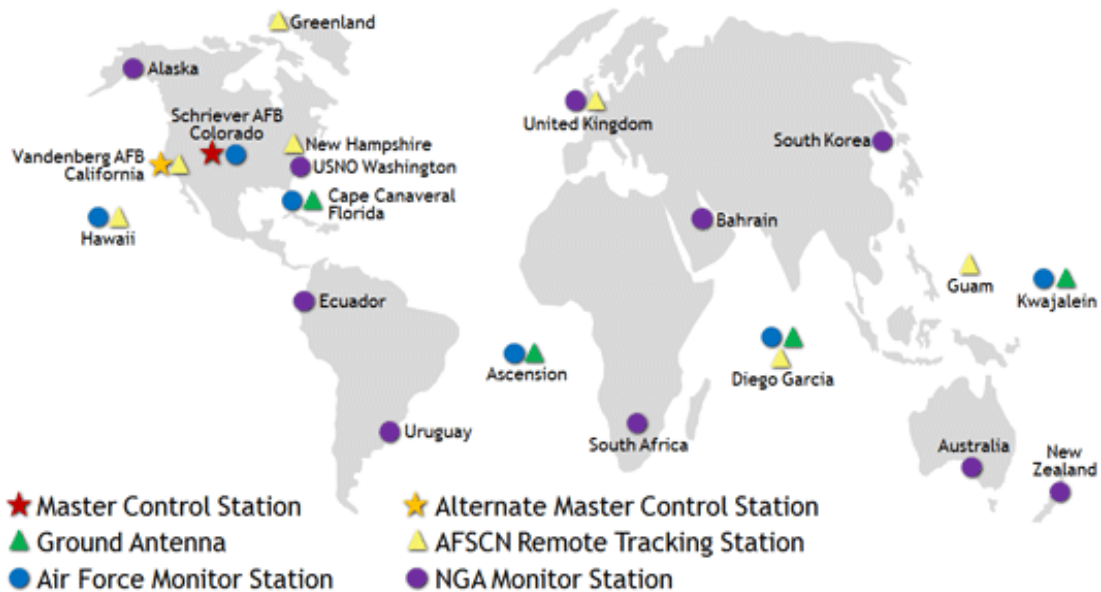 Greenland
Alaska
Schriever AFB
Colorado
United Kingdom
New Hampshire
South Korea
Vandenberg AFB
California
USNO Washington
Cape Canaveral
Florida
Bahrain
Hawaii
Guam
Kwajalein
Ecuador
Ascension
Diego Garcia
Uruguay
South Africa
Australia
New
Zealand
Master Control Station
Alternate Master Control Station
Ground Antenna
AFSCN Remote Tracking Station
Air Force Monitor Station
NGA Monitor Station